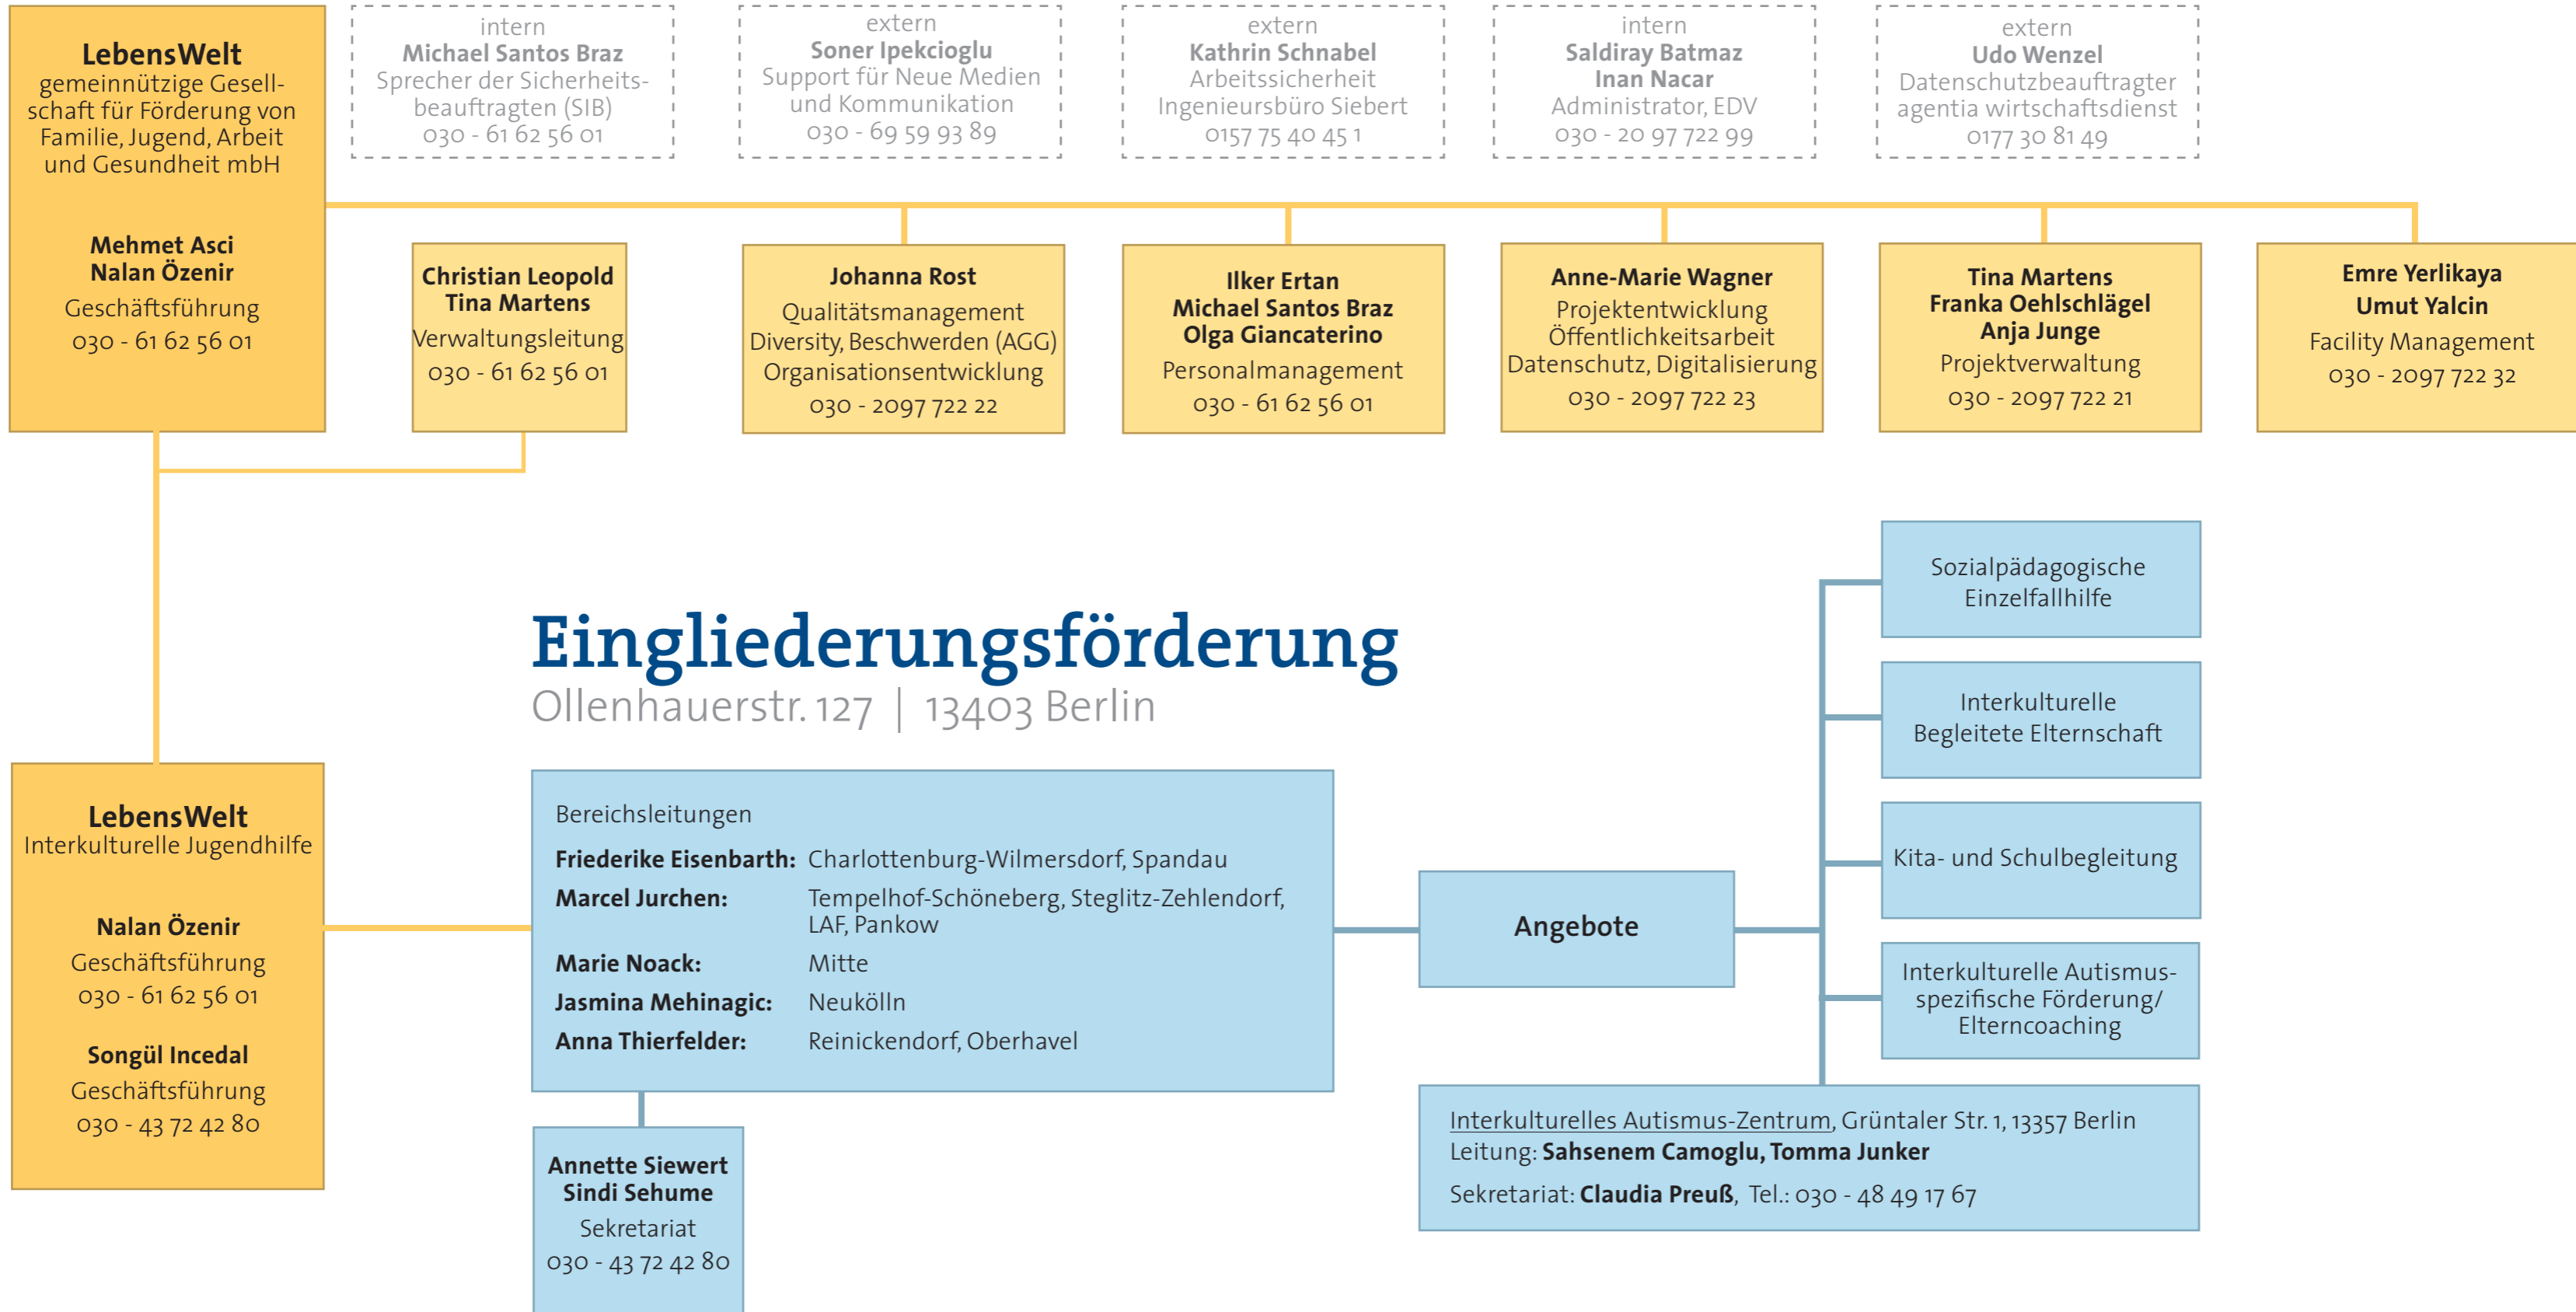 LebensWelt
gemeinnützige Gesell-
schaft für Förderung von
Familie, Jugend, Arbeit
und Gesundheit mbH
Mehmet Asci
Nalan Özenir
Geschäftsführung
030 - 61 62 56 01
intern
Michael Santos Braz
Sprecher der Sicherheits-
beauftragten (SIB)
030 - 61 62 56 01
extern
Soner Ipekcioglu
Support für Neue Medien
und Kommunikation
030 - 69 59 93 89
extern
Kathrin Schnabel
Arbeitssicherheit
Ingenieursbüro Siebert
0157 75 40 45 1
intern
Saldiray Batmaz
Inan Nacar
Administrator, EDV
030 - 20 97 722 99
extern
Udo Wenzel
Datenschutzbeauftragter
agentia wirtschaftsdienst
0177 30 81 49
Christian Leopold
Tina Martens
Verwaltungsleitung
030 - 61 62 56 01
Johanna Rost
Qualitätsmanagement
Diversity, Beschwerden (AGG)
Organisationsentwicklung
030 - 2097 722 22
Ilker Ertan
Michael Santos Braz
Olga Giancaterino
Personalmanagement
030 - 61 62 56 01
Anne-Marie Wagner
Projektentwicklung
Öffentlichkeitsarbeit
Datenschutz, Digitalisierung
030 - 2097 722 23
Tina Martens
Franka Oehlschlägel
Anja Junge
Projektverwaltung
030 - 2097 722 21
Emre Yerlikaya
Umut Yalcin
Facility Management
030 - 2097 722 32
Eingliederungsförderung
Ollenhauerstr. 127 | 13403 Berlin
LebensWelt
Interkulturelle Jugendhilfe
Nalan Özenir
Geschäftsführung
030 - 61 62 56 01
Songül Incedal
Geschäftsführung
030 - 43 72 42 80
Bereichsleitungen
Friederike Eisenbarth: Charlottenburg-Wilmersdorf, Spandau
Marcel Jurchen: Tempelhof-Schöneberg, Steglitz-Zehlendorf,
LAF, Pankow
Marie Noack: Mitte
Jasmina Mehinagic: Neukölln
Anna Thierfelder: Reinickendorf, Oberhavel
Annette Siewert
Sindi Sehume
Sekretariat
030 - 43 72 42 80
Angebote
Sozialpädagogische
Einzelfallhilfe
Interkulturelle
Begleitete Elternschaft
Kita- und Schulbegleitung
Interkulturelle Autismus-
spezifische Förderung/
Elterncoaching
Interkulturelles Autismus-Zentrum, Grüntaler Str. 1, 13357 Berlin
Leitung: Sahsenem Camoglu, Tomma Junker
Sekretariat: Claudia Preuß, Tel.: 030 - 48 49 17 67